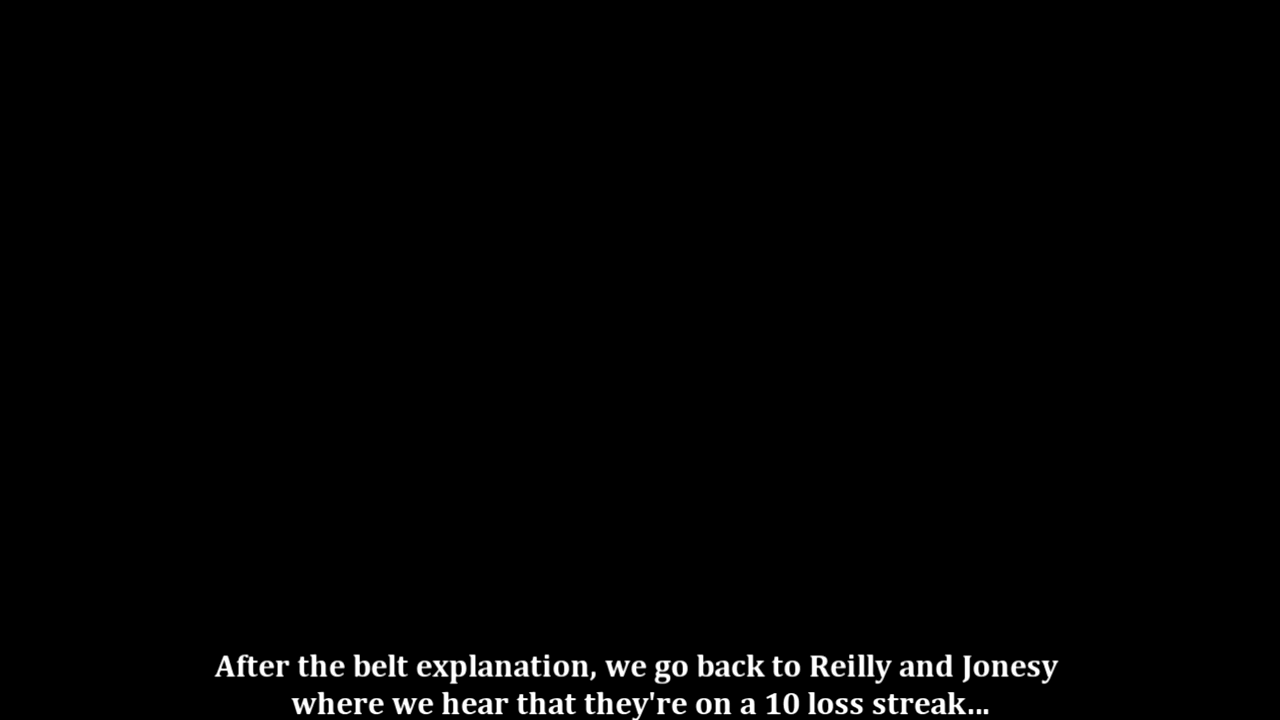 After the belt explanation, we go back to Reilly and Jonesy
where we hear that they're on a 10 loss streak...